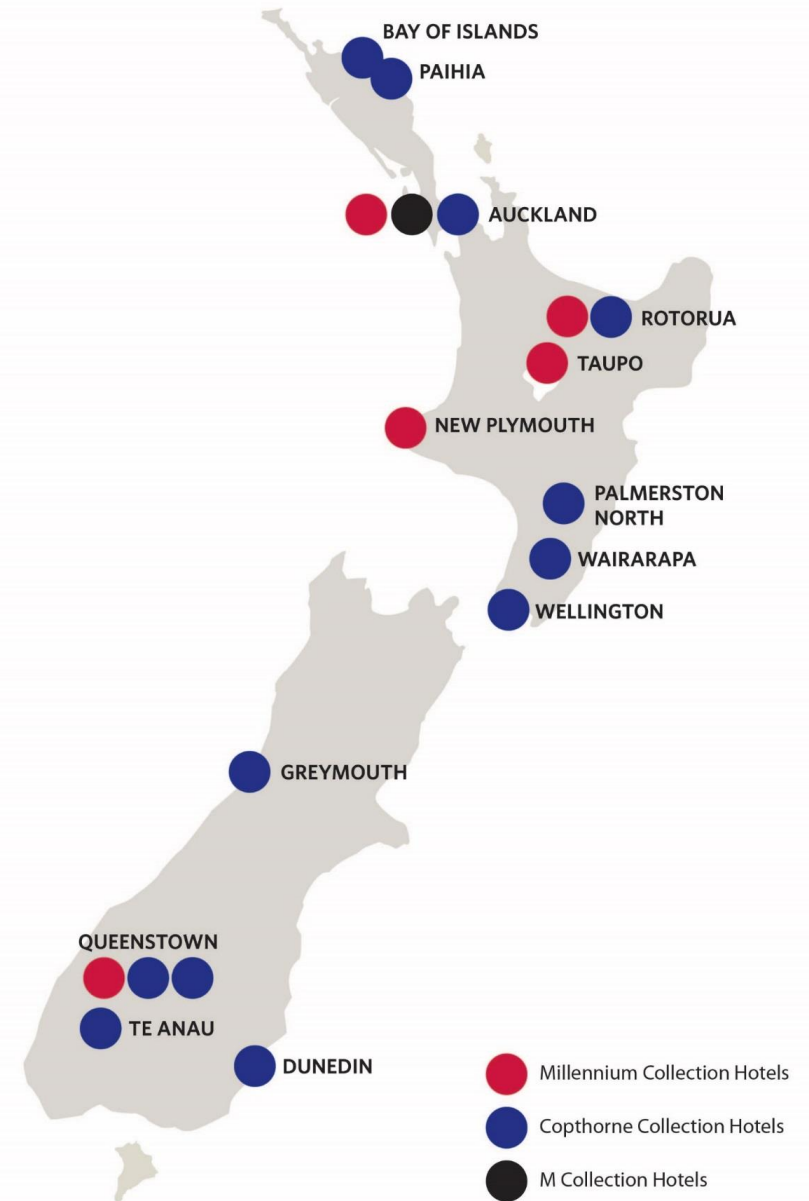 BAY OF ISLANDS
PAIHIA
AUCKLAND
ROTORUA
TAUPO
NEW PLYMOUTH
PALMERSTON
NORTH
WAIRARAPA
WELLINGTON
GREYMOUTH
QUEENSTOWN
TE ANAU
DUNEDIN
Millennium Collection Hotels
Copthorne Collection Hotels
M Collection Hotels